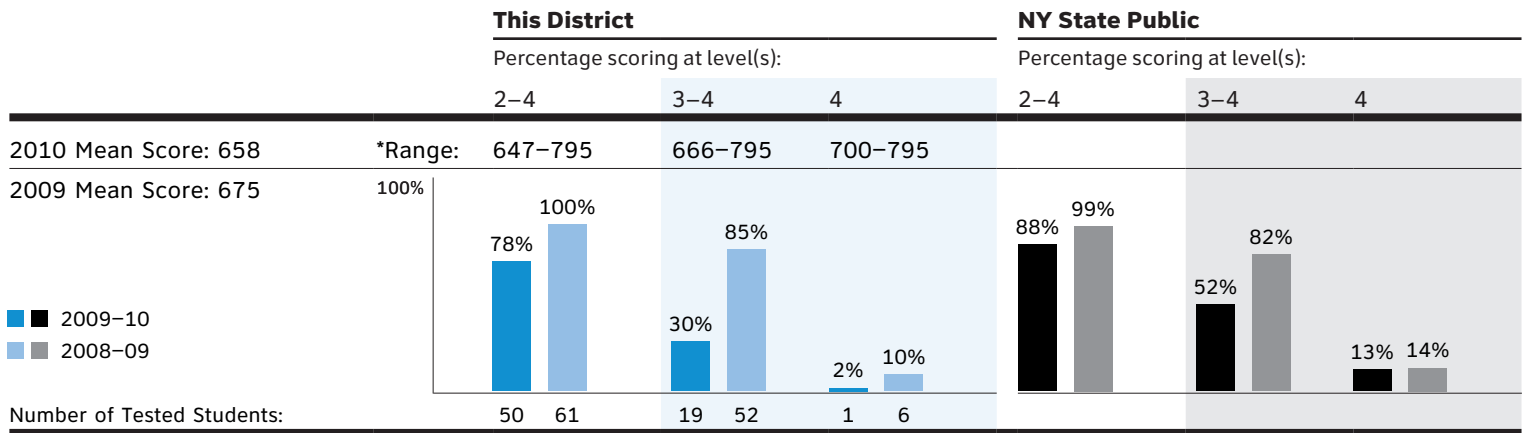 This District NY State Public
Percentage scoring at level(s): Percentage scoring at level(s):
2–4 3–4 4 2–4 3–4 4
2010 Mean Score: 658 *Range: 647–795 666–795 700–795
2009 Mean Score: 675 100%
78% 100% 30% 85% 2% 10% 88% 99% 52% 82% 13% 14%
2009–10
2008–09
Number of Tested Students: 50 61 19 52 1 6